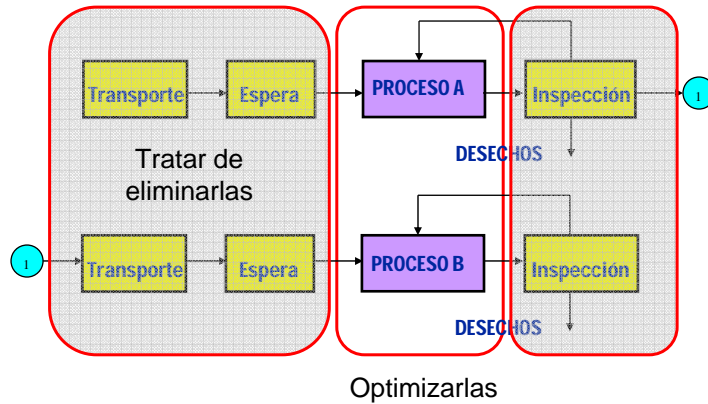 Transporte
Espera
PROCESO A
Inspección
1
DESECHOS
Tratar de
eliminarlas
1
Transporte
Espera
PROCESO B
Inspección
DESECHOS
Optimizarlas